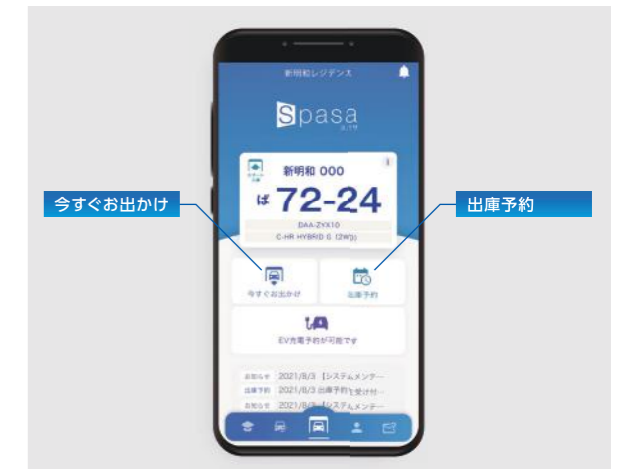 新明和レジデンス
Spasa
新明和 000
ば 72-24
DAA-ZYX10
C-HR HYBRID G (2WD)
今すぐお出かけ
出庫予約
今すぐお出かけ
出庫予約
EV充電予約が可能です
お知らせ 2021/8/3 【システムメンテ…
出庫予約 2021/8/3 出庫予約を受け付…
お知らせ 2021/8/3 【システムメンテ…